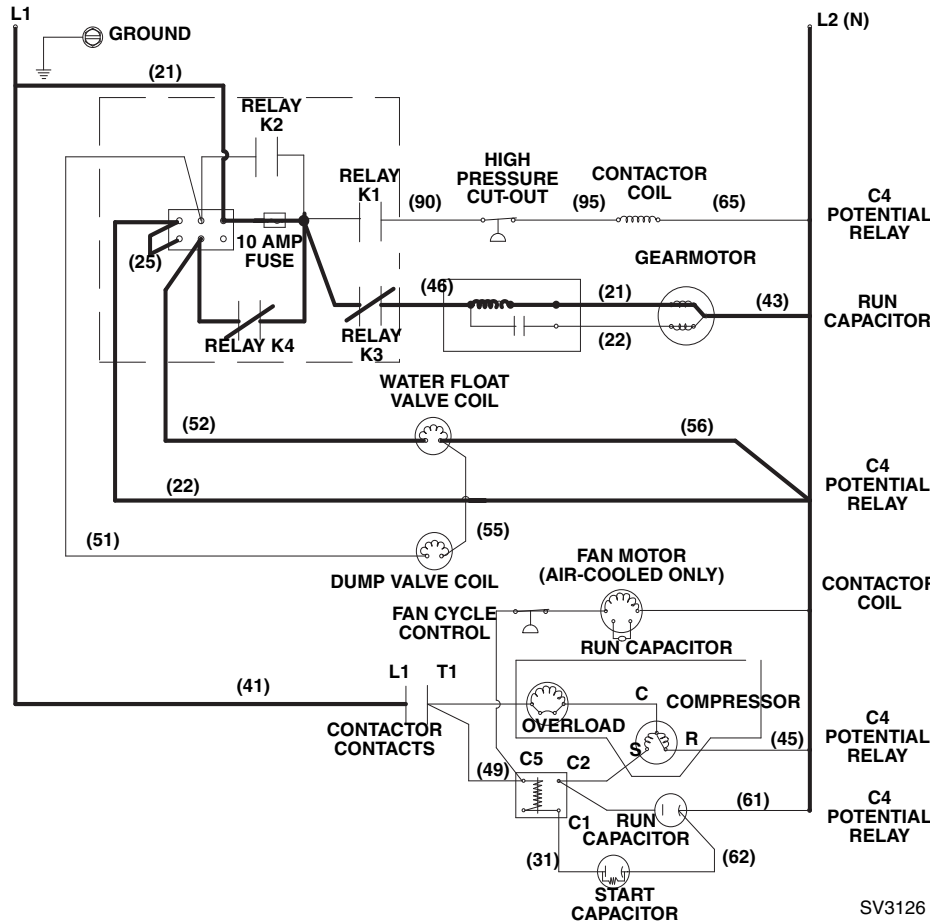 L1
L2 (N)
GROUND
(21)
RELAY
K2
RELAY
K1
(90)
HIGH
PRESSURE
CUT-OUT
(95)
CONTACTOR
COIL
(65)
C4
POTENTIAL
RELAY
(25)
10 AMP
FUSE
GEARMOTOR
(46)
(21)
(43)
RUN
CAPACITOR
RELAY K4
RELAY
K3
(22)
WATER FLOAT
VALVE COIL
(52)
(56)
C4
POTENTIAL
RELAY
(22)
(51)
(55)
DUMP VALVE COIL
FAN MOTOR
(AIR-COOLED ONLY)
CONTACTOR
COIL
FAN CYCLE
CONTROL
RUN CAPACITOR
L1
T1
(41)
C
COMPRESSOR
OVERLOAD
CONTACTOR
CONTACTS
S
R
(45)
C4
POTENTIAL
RELAY
(49)
C5
C2
C1
RUN
CAPACITOR
(61)
C4
POTENTIAL
RELAY
(31)
(62)
START
CAPACITOR
SV3126